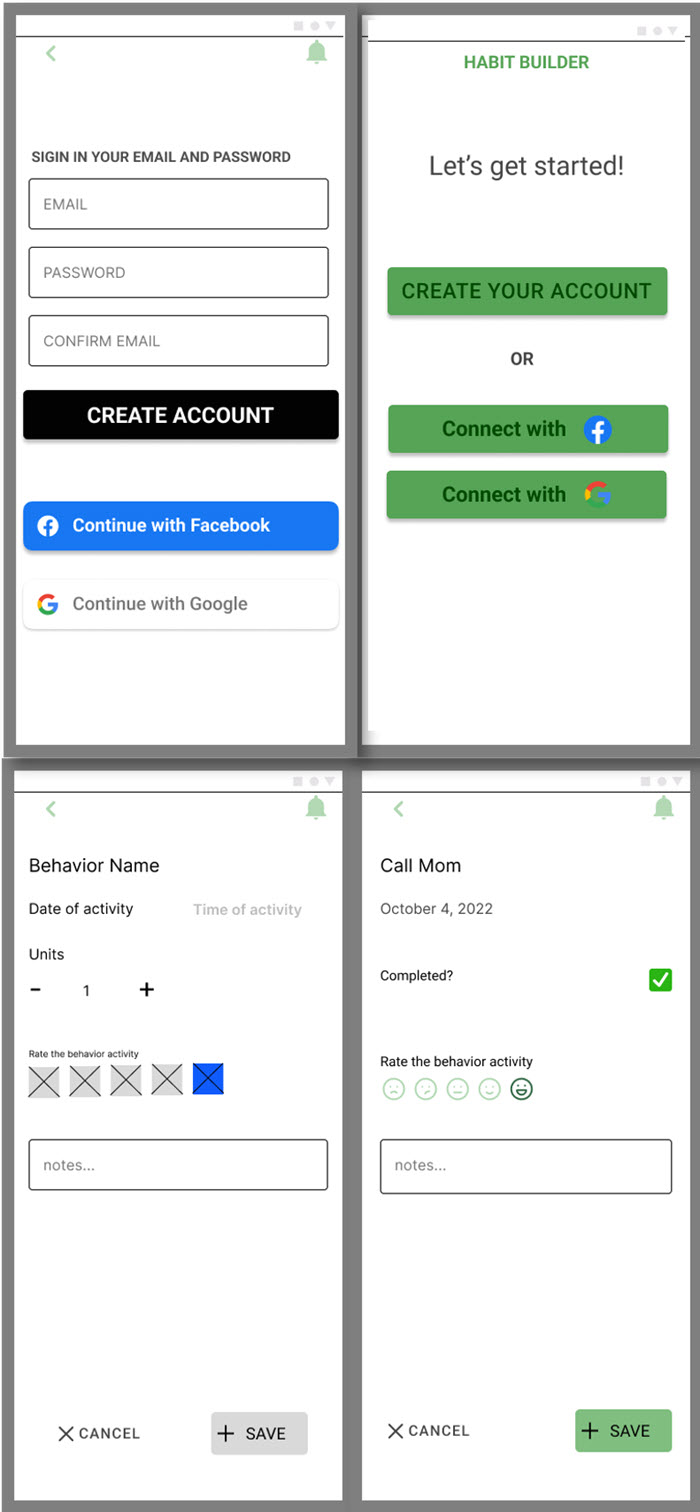 SIGIN IN YOUR EMAIL AND PASSWORD
EMAIL
PASSWORD
CONFIRM EMAIL
CREATE ACCOUNT
Continue with Facebook
Continue with Google
HABIT BUILDER
Let's get started!
CREATE YOUR ACCOUNT
OR
Connect with
Connect with
Behavior Name
Date of activity Time of activity
Units
1
Rate the behavior activity
notes...
CANCEL SAVE
Call Mom
October 4, 2022
Completed?
Rate the behavior activity
notes...
CANCEL SAVE